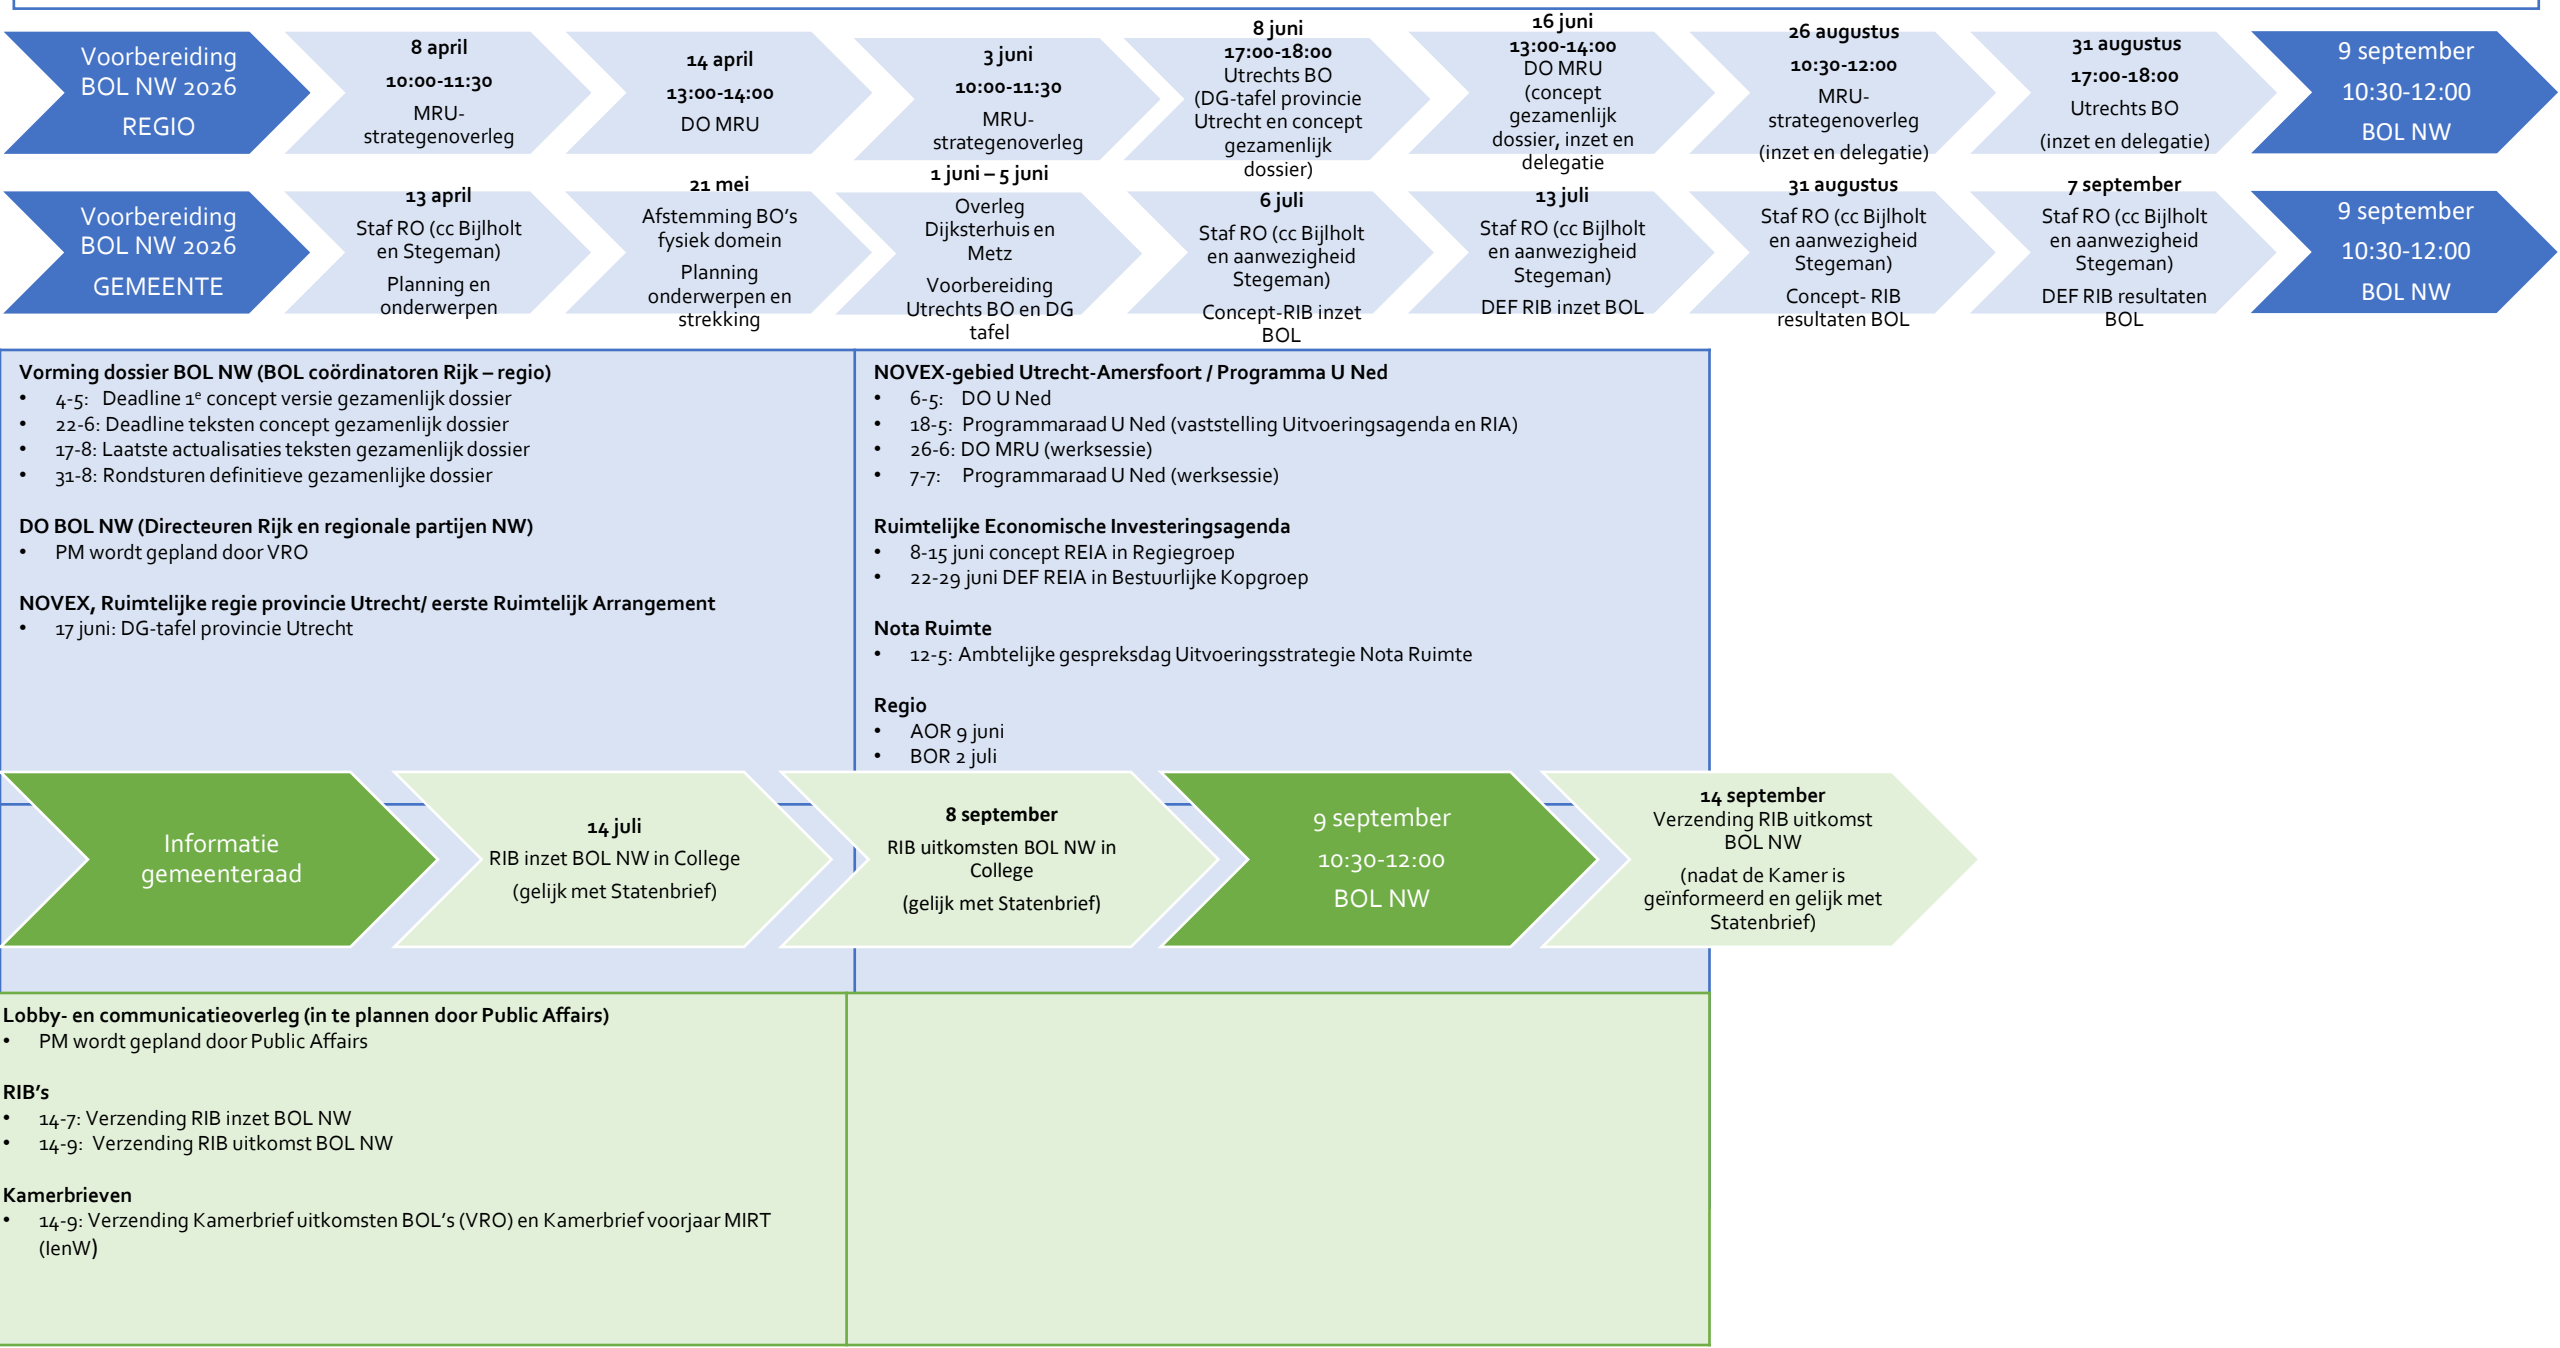 Voorbereiding
BOL NW 2026
REGIO
8 april
10:00-11:30
MRU-
strategenoverleg
14 april
13:00-14:00
DO MRU
3 juni
10:00-11:30
MRU-
strategenoverleg
8 juni
17:00-18:00
Utrechts BO
(DG-tafel provincie
Utrecht en concept
gezamenlijk
dossier)
16 juni
13:00-14:00
DO MRU
(concept
gezamenlijk
dossier, inzet en
delegatie
26 augustus
10:30-12:00
MRU-
strategenoverleg
(inzet en delegatie)
31 augustus
17:00-18:00
Utrechts BO
(inzet en delegatie)
9 september
10:30-12:00
BOL NW
Voorbereiding
BOL NW 2026
GEMEENTE
13 april
Staf RO (cc Bijlholt
en Stegeman)
Planning en
onderwerpen
21 mei
Afstemming BO's
fysiek domein
Planning
onderwerpen en
strekking
1 juni – 5 juni
Overleg
Dijksterhuis en
Metz
Voorbereiding
Utrechts BO en DG
tafel
6 juli
Staf RO (cc Bijlholt
en aanwezigheid
Stegeman)
Concept-RIB inzet
BOL
13 juli
Staf RO (cc Bijlholt
en aanwezigheid
Stegeman)
DEF RIB inzet BOL
31 augustus
Staf RO (cc Bijlholt
en aanwezigheid
Stegeman)
Concept- RIB
resultaten BOL
7 september
Staf RO (cc Bijlholt
en aanwezigheid
Stegeman)
DEF RIB resultaten
BOL
9 september
10:30-12:00
BOL NW
Vorming dossier BOL NW (BOL coördinatoren Rijk – regio)
• 4-5: Deadline 1e concept versie gezamenlijk dossier
• 22-6: Deadline teksten concept gezamenlijk dossier
• 17-8: Laatste actualisaties teksten gezamenlijk dossier
• 31-8: Rondsturen definitieve gezamenlijke dossier
DO BOL NW (Directeuren Rijk en regionale partijen NW)
• PM wordt gepland door VRO
NOVEX, Ruimtelijke regie provincie Utrecht/ eerste Ruimtelijk Arrangement
• 17 juni: DG-tafel provincie Utrecht
NOVEX-gebied Utrecht-Amersfoort / Programma U Ned
• 6-5: DO U Ned
• 18-5: Programmaraad U Ned (vaststelling Uitvoeringsagenda en RIA)
• 26-6: DO MRU (werksessie)
• 7-7: Programmaraad U Ned (werksessie)
Ruimtelijke Economische Investeringsagenda
• 8-15 juni concept REIA in Regiegroep
• 22-29 juni DEF REIA in Bestuurlijke Kopgroep
Nota Ruimte
• 12-5: Ambtelijke gespreksdag Uitvoeringsstrategie Nota Ruimte
Regio
• AOR 9 juni
• BOR 2 juli
Informatie
gemeenteraad
14 juli
RIB inzet BOL NW in College
(gelijk met Statenbrief)
8 september
RIB uitkomsten BOL NW in
College
(gelijk met Statenbrief)
9 september
10:30-12:00
BOL NW
14 september
Verzending RIB uitkomst
BOL NW
(nadat de Kamer is
geïnformeerd en gelijk met
Statenbrief)
Lobby- en communicatieoverleg (in te plannen door Public Affairs)
• PM wordt gepland door Public Affairs
RIB's
• 14-7: Verzending RIB inzet BOL NW
• 14-9: Verzending RIB uitkomst BOL NW
Kamerbrieven
• 14-9: Verzending Kamerbrief uitkomsten BOL's (VRO) en Kamerbrief voorjaar MIRT
(IenW)